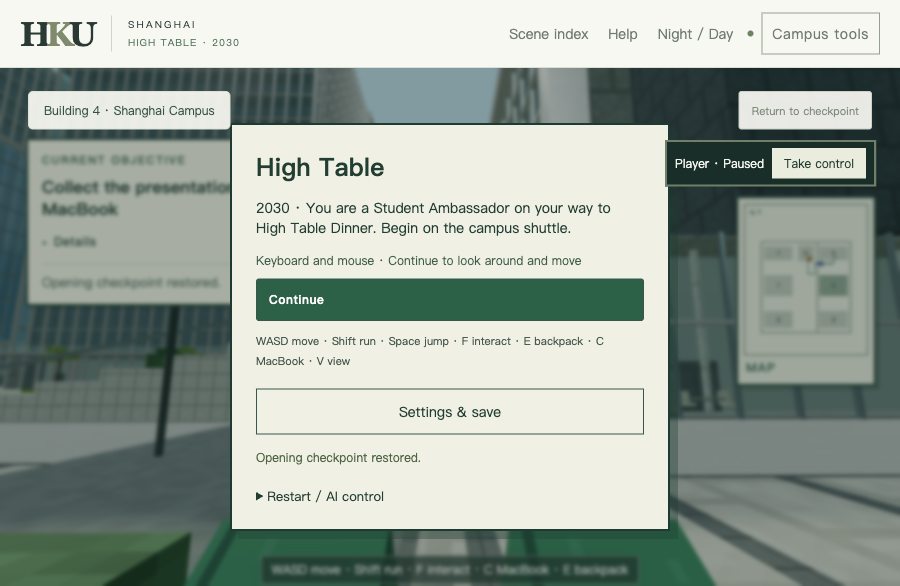 HKU
SHANGHAI
HIGH TABLE · 2030
Scene index
Help
Night / Day
Campus tools
Building 4 · Shanghai Campus
Return to checkpoint
CURRENT OBJECTIVE
Collect the presentation
MacBook
Details
Opening checkpoint restored.
Player · Paused
Take control
High Table
2030 · You are a Student Ambassador on your way to
High Table Dinner. Begin on the campus shuttle.
Keyboard and mouse · Continue to look around and move
Continue
WASD move · Shift run · Space jump · F interact · E backpack · C
MacBook · V view
Settings & save
Opening checkpoint restored.
Restart / AI control
MAP
WASD move · Shift run · F interact · C MacBook · E backpack